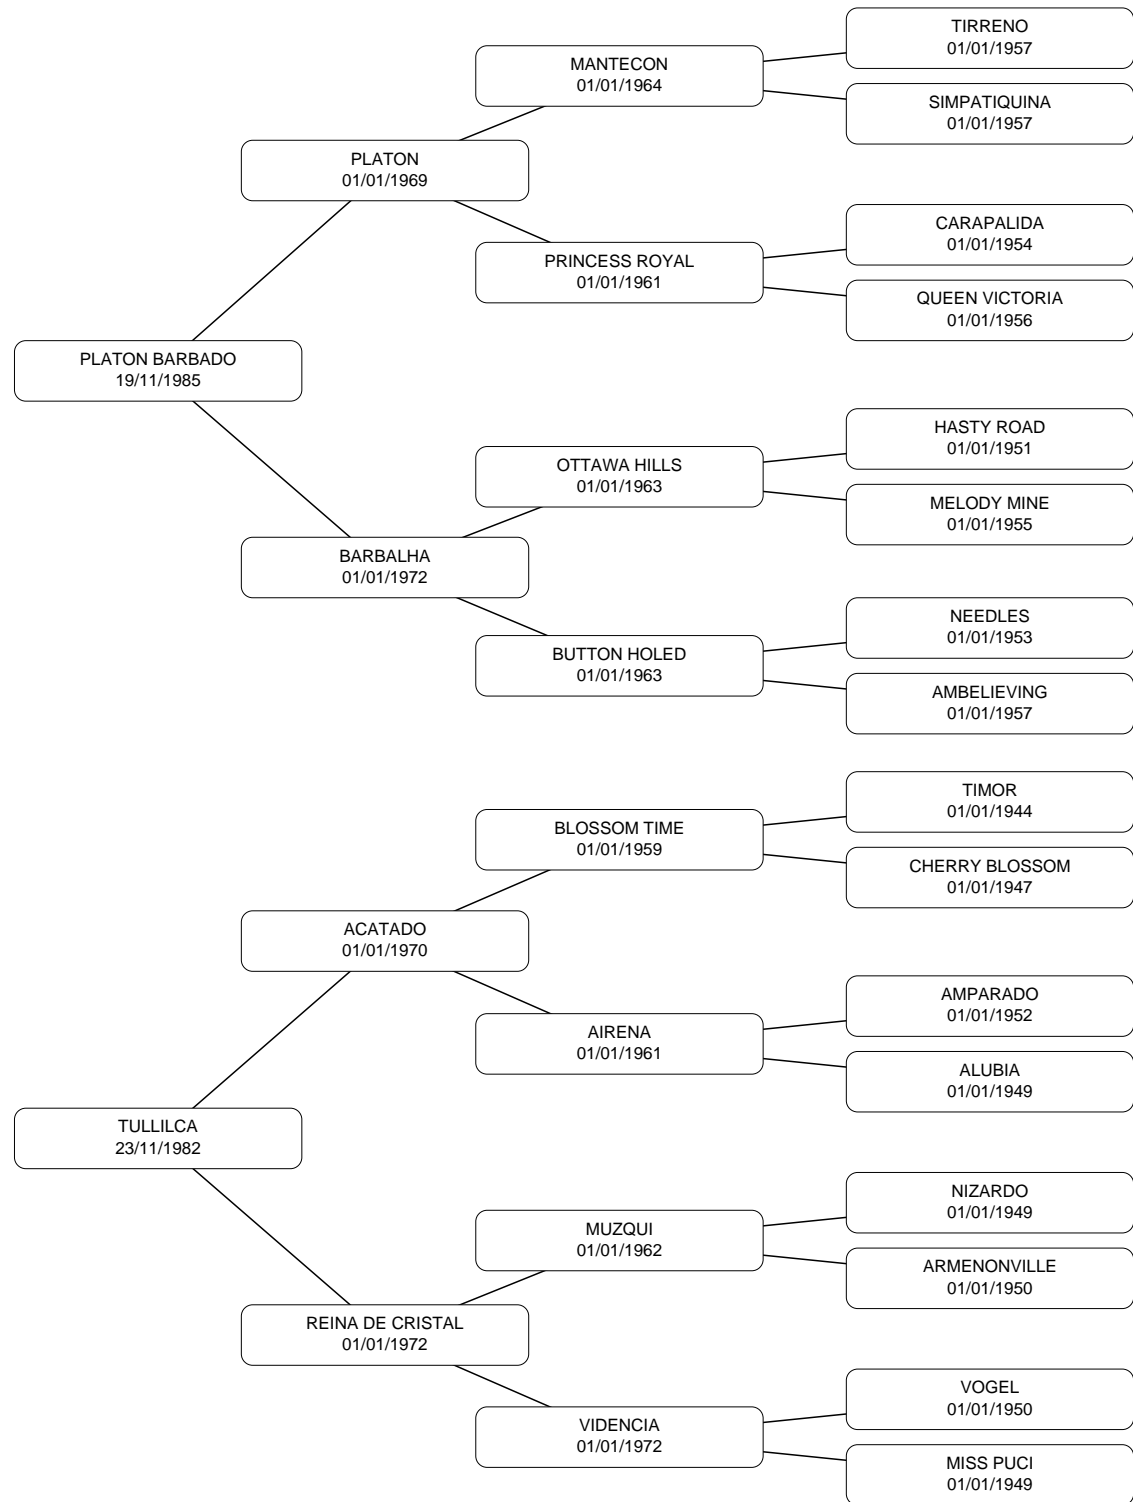 TIRRENO
01/01/1957
MANTECON
01/01/1964
SIMPATIQUINA
01/01/1957
PLATON
01/01/1969
CARAPALIDA
01/01/1954
PRINCESS ROYAL
01/01/1961
QUEEN VICTORIA
01/01/1956
PLATON BARBADO
19/11/1985
HASTY ROAD
01/01/1951
OTTAWA HILLS
01/01/1963
MELODY MINE
01/01/1955
BARBALHA
01/01/1972
NEEDLES
01/01/1953
BUTTON HOLED
01/01/1963
AMBELIEVING
01/01/1957
TIMOR
01/01/1944
BLOSSOM TIME
01/01/1959
CHERRY BLOSSOM
01/01/1947
ACATADO
01/01/1970
AMPARADO
01/01/1952
AIRENA
01/01/1961
ALUBIA
01/01/1949
TULLILCA
23/11/1982
NIZARDO
01/01/1949
MUZQUI
01/01/1962
ARMENONVILLE
01/01/1950
REINA DE CRISTAL
01/01/1972
VOGEL
01/01/1950
VIDENCIA
01/01/1972
MISS PUCI
01/01/1949